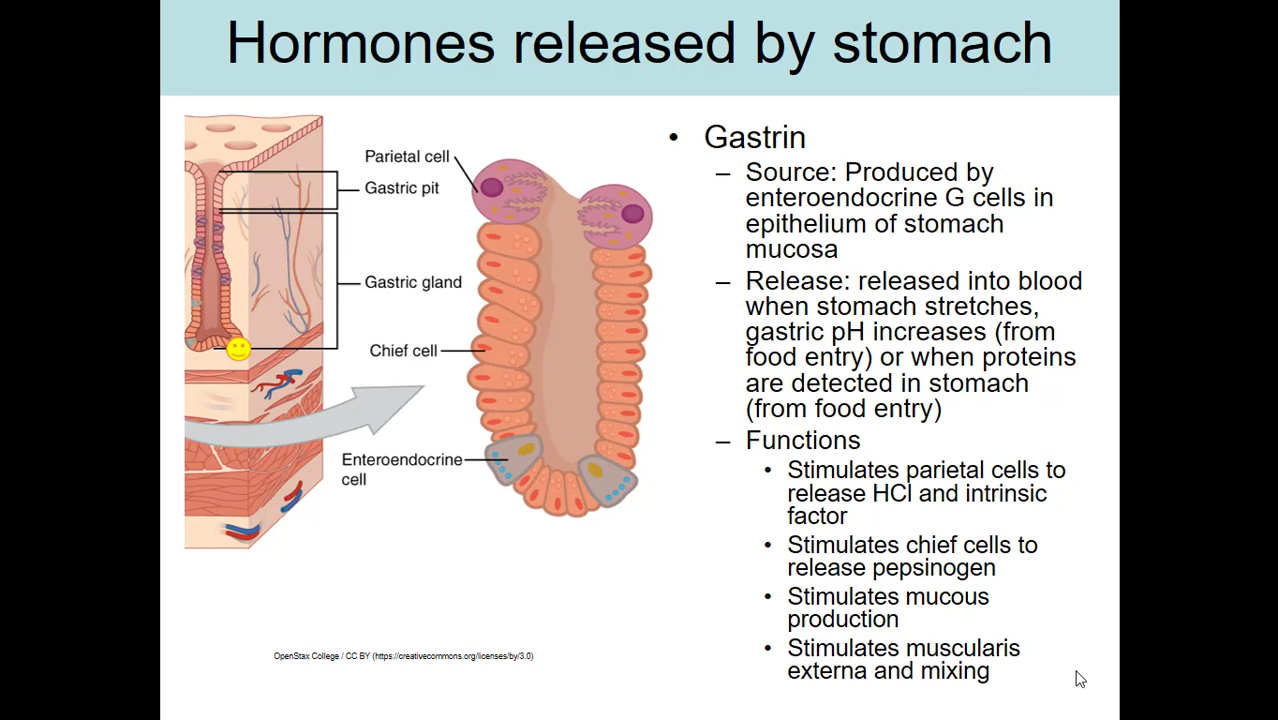 Hormones released by stomach
Parietal cell
Gastric pit
Gastric gland
Chief cell
Enteroendocrine
cell
OpenStax College / CC BY (https://creativecommons.org/licenses/by/3.0)
• Gastrin
– Source: Produced by
enteroendocrine G cells in
epithelium of stomach
mucosa
– Release: released into blood
when stomach stretches,
gastric pH increases (from
food entry) or when proteins
are detected in stomach
(from food entry)
– Functions
• Stimulates parietal cells to
release HCl and intrinsic
factor
• Stimulates chief cells to
release pepsinogen
• Stimulates mucous
production
• Stimulates muscularis
externa and mixing